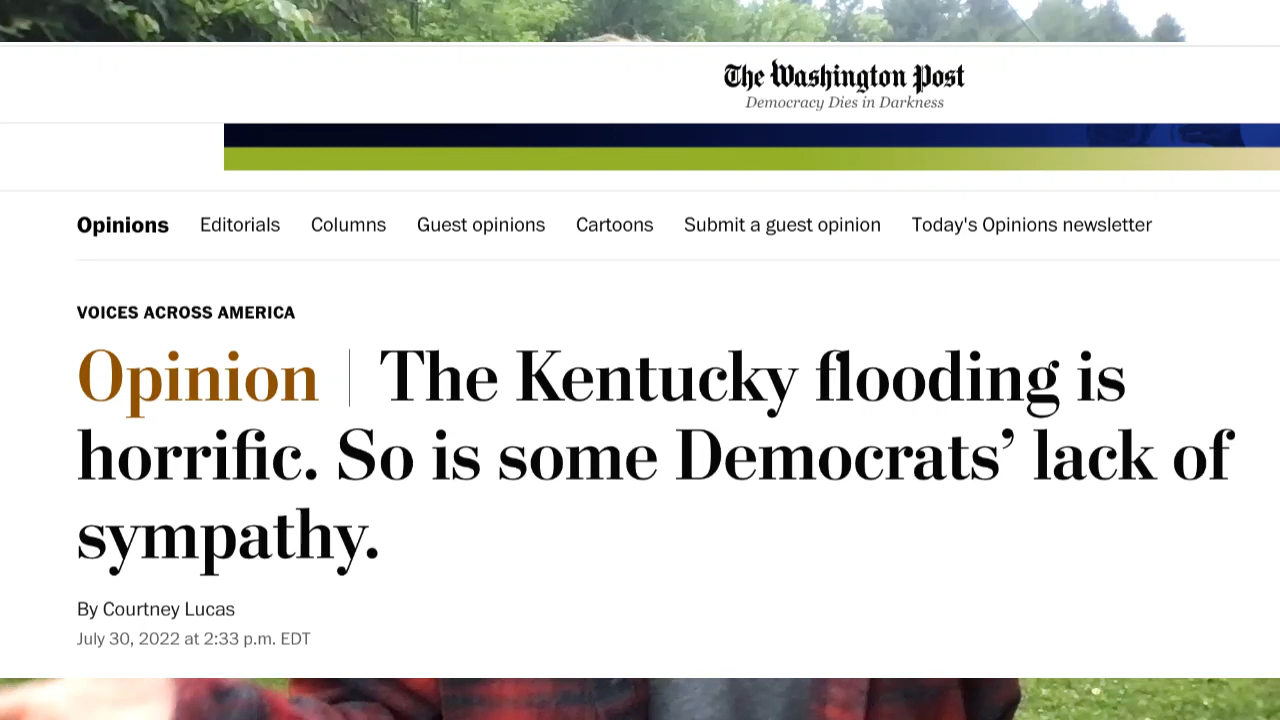 The Washington Post
Democracy Dies in Darkness
Opinions Editorials Columns Guest opinions Cartoons Submit a guest opinion Today's Opinions newsletter
VOICES ACROSS AMERICA
Opinion | The Kentucky flooding is
horrific. So is some Democrats’ lack of
sympathy.
By Courtney Lucas
July 30, 2022 at 2:33 p.m. EDT